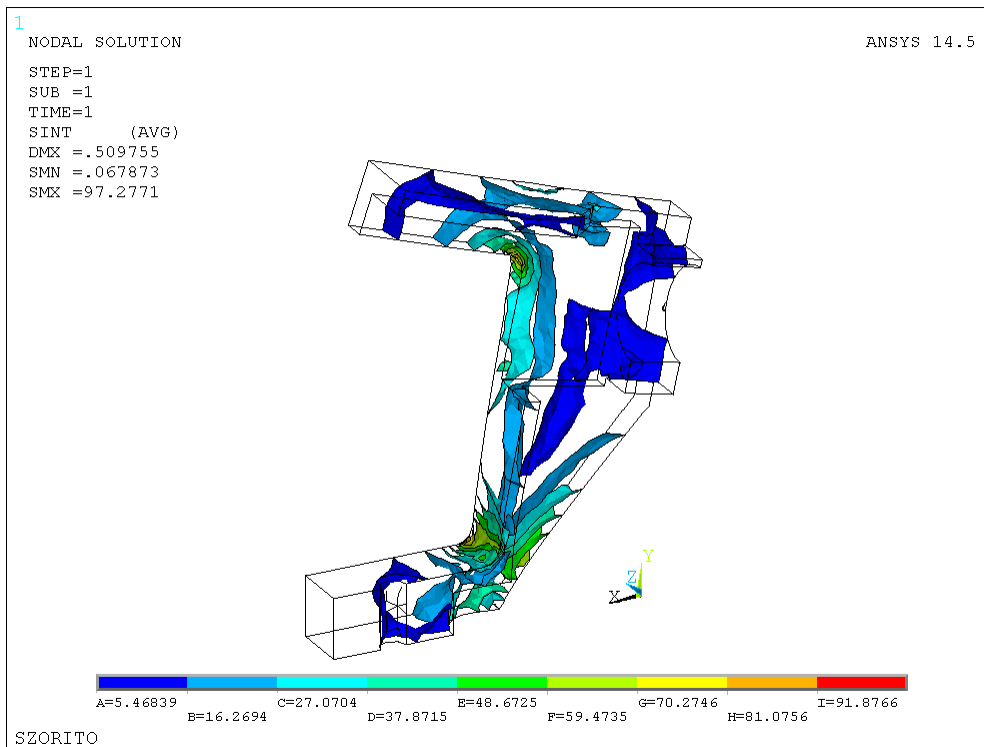 1
NODAL SOLUTION
ANSYS 14.5
STEP=1
SUB =1
TIME=1
SINT (AVG)
DMX =.509755
SMN =.067873
SMX =97.2771
Y
Z
X
A=5.46839 C=27.0704 E=48.6725 G=70.2746 I=91.8766
B=16.2694 D=37.8715 F=59.4735 H=81.0756
SZORITO